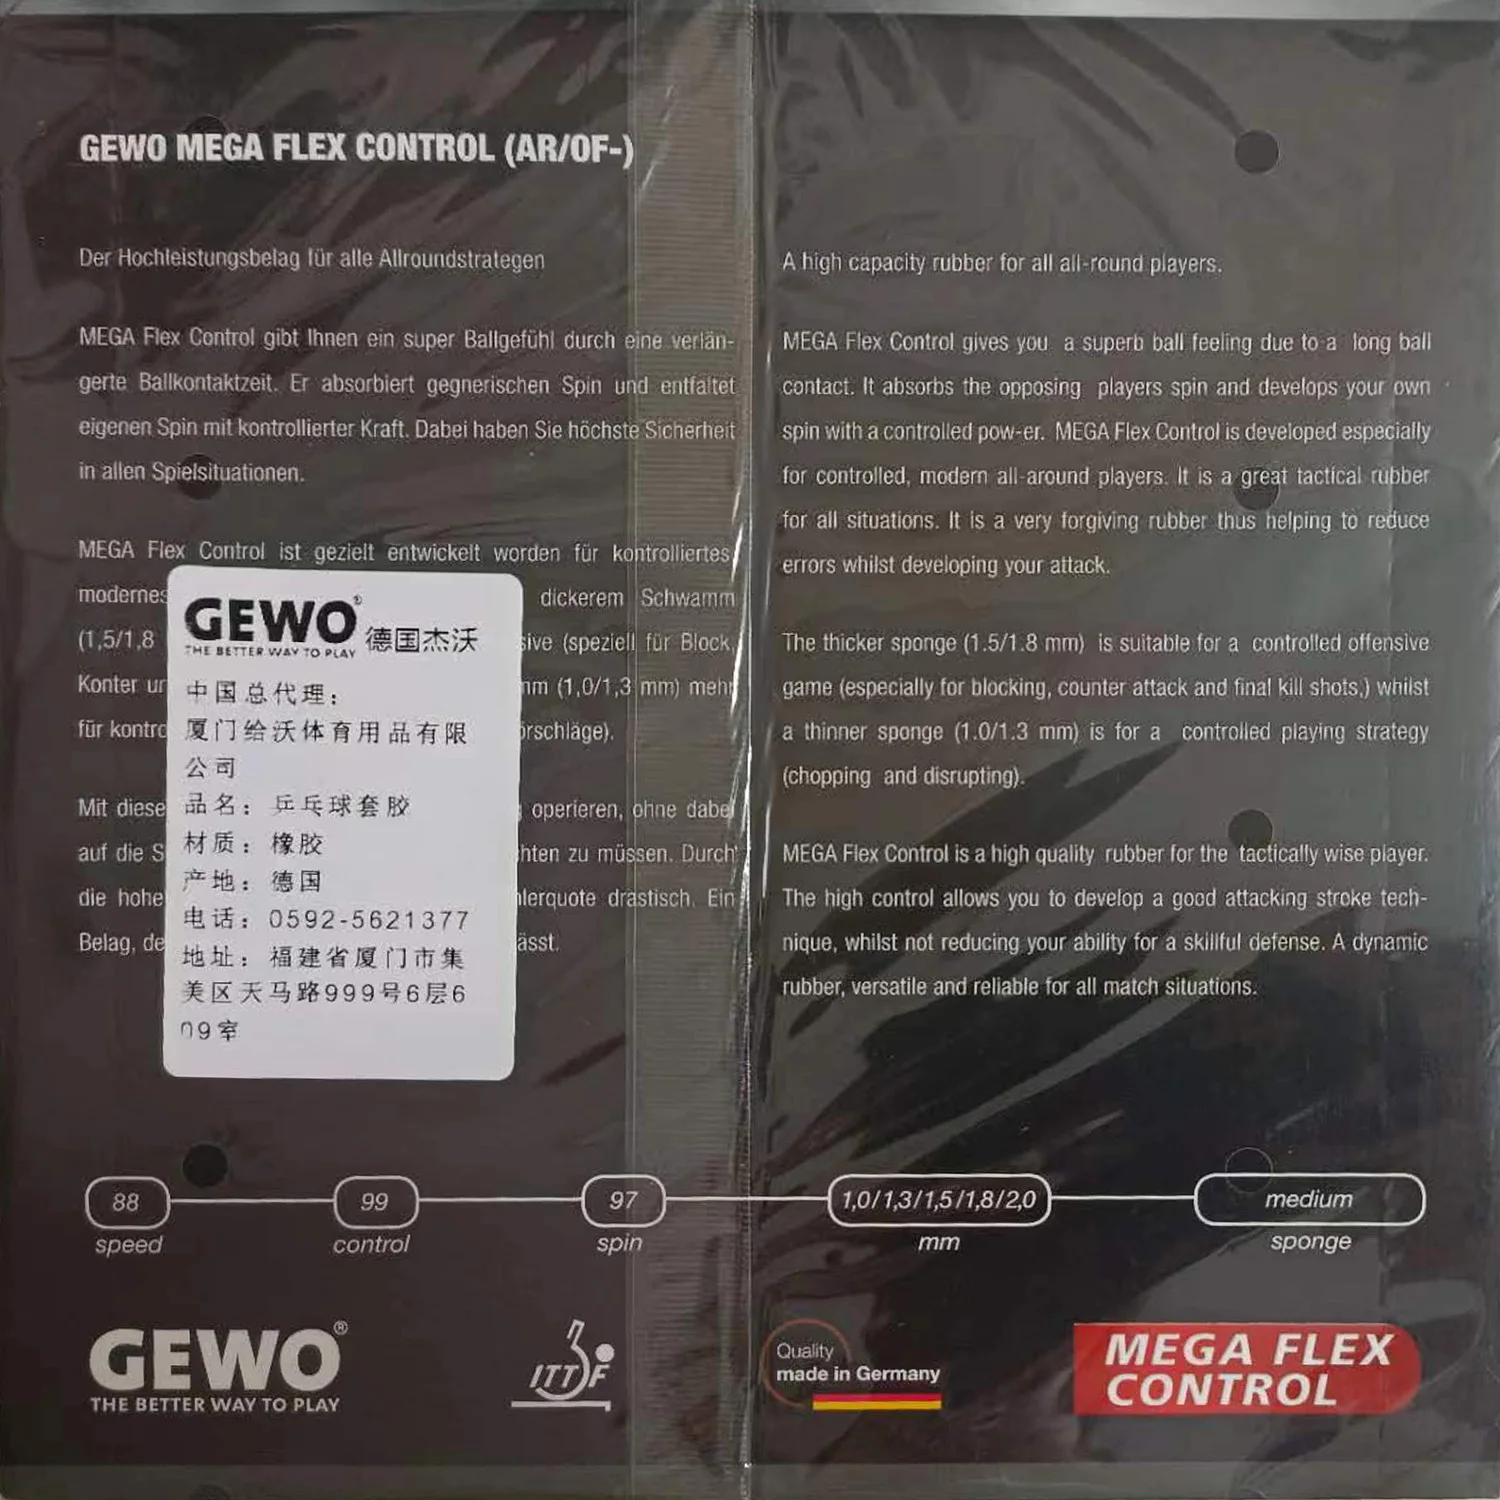 GEWO MEGA FLEX CONTROL (AR/OF-)
Der Hochleistungsbelag für alle Allroundstrategen
MEGA Flex Control gibt Ihnen ein super Ballgefühl durch eine verlän-
gerte Ballkontaktzeit. Er absorbiert gegnerischen Spin und entfaltet
eigenen Spin mit kontrollierter Kraft. Dabei haben Sie höchste Sicherheit
in allen Spielsituationen.
MEGA Flex Control ist gezielt entwickelt worden für kontrolliertes,
modernes dickerem Schwamm
(1,5/1,8 (speziell für Block,
Konter (1,0/1,3 mm) mehr
für
Mit operieren, ohne dabei
auf die zu müssen. Durch
die hohe drastisch. Ein
Belag,
GEWO®
THE BETTER WAY TO PLAY
德国杰沃
中国总代理：
厦门给沃体育用品有限
公司
品名：乒乓球套胶
材质：橡胶
产地：德国
电话：0592-5621377
地址：福建省厦门市集
美区天马路999号6层6
09室
A high capacity rubber for all all-round players.
MEGA Flex Control gives you a superb ball feeling due to a long ball
contact. It absorbs the opposing players spin and develops your own
spin with a controlled pow-er. MEGA Flex Control is developed especially
for controlled, modern all-around players. It is a great tactical rubber
for all situations. It is a very forgiving rubber thus helping to reduce
errors whilst developing your attack.
The thicker sponge (1.5/1.8 mm) is suitable for a controlled offensive
game (especially for blocking, counter attack and final kill shots,) whilst
a thinner sponge (1.0/1.3 mm) is for a controlled playing strategy
(chopping and disrupting).
MEGA Flex Control is a high quality rubber for the tactically wise player.
The high control allows you to develop a good attacking stroke tech-
nique, whilst not reducing your ability for a skillful defense. A dynamic
rubber, versatile and reliable for all match situations.
88 99 97 1,0/1,3/1,5/1,8/2,0 medium
speed control spin mm sponge
GEWO®
THE BETTER WAY TO PLAY
ITTF
Quality
made in Germany
MEGA FLEX
CONTROL